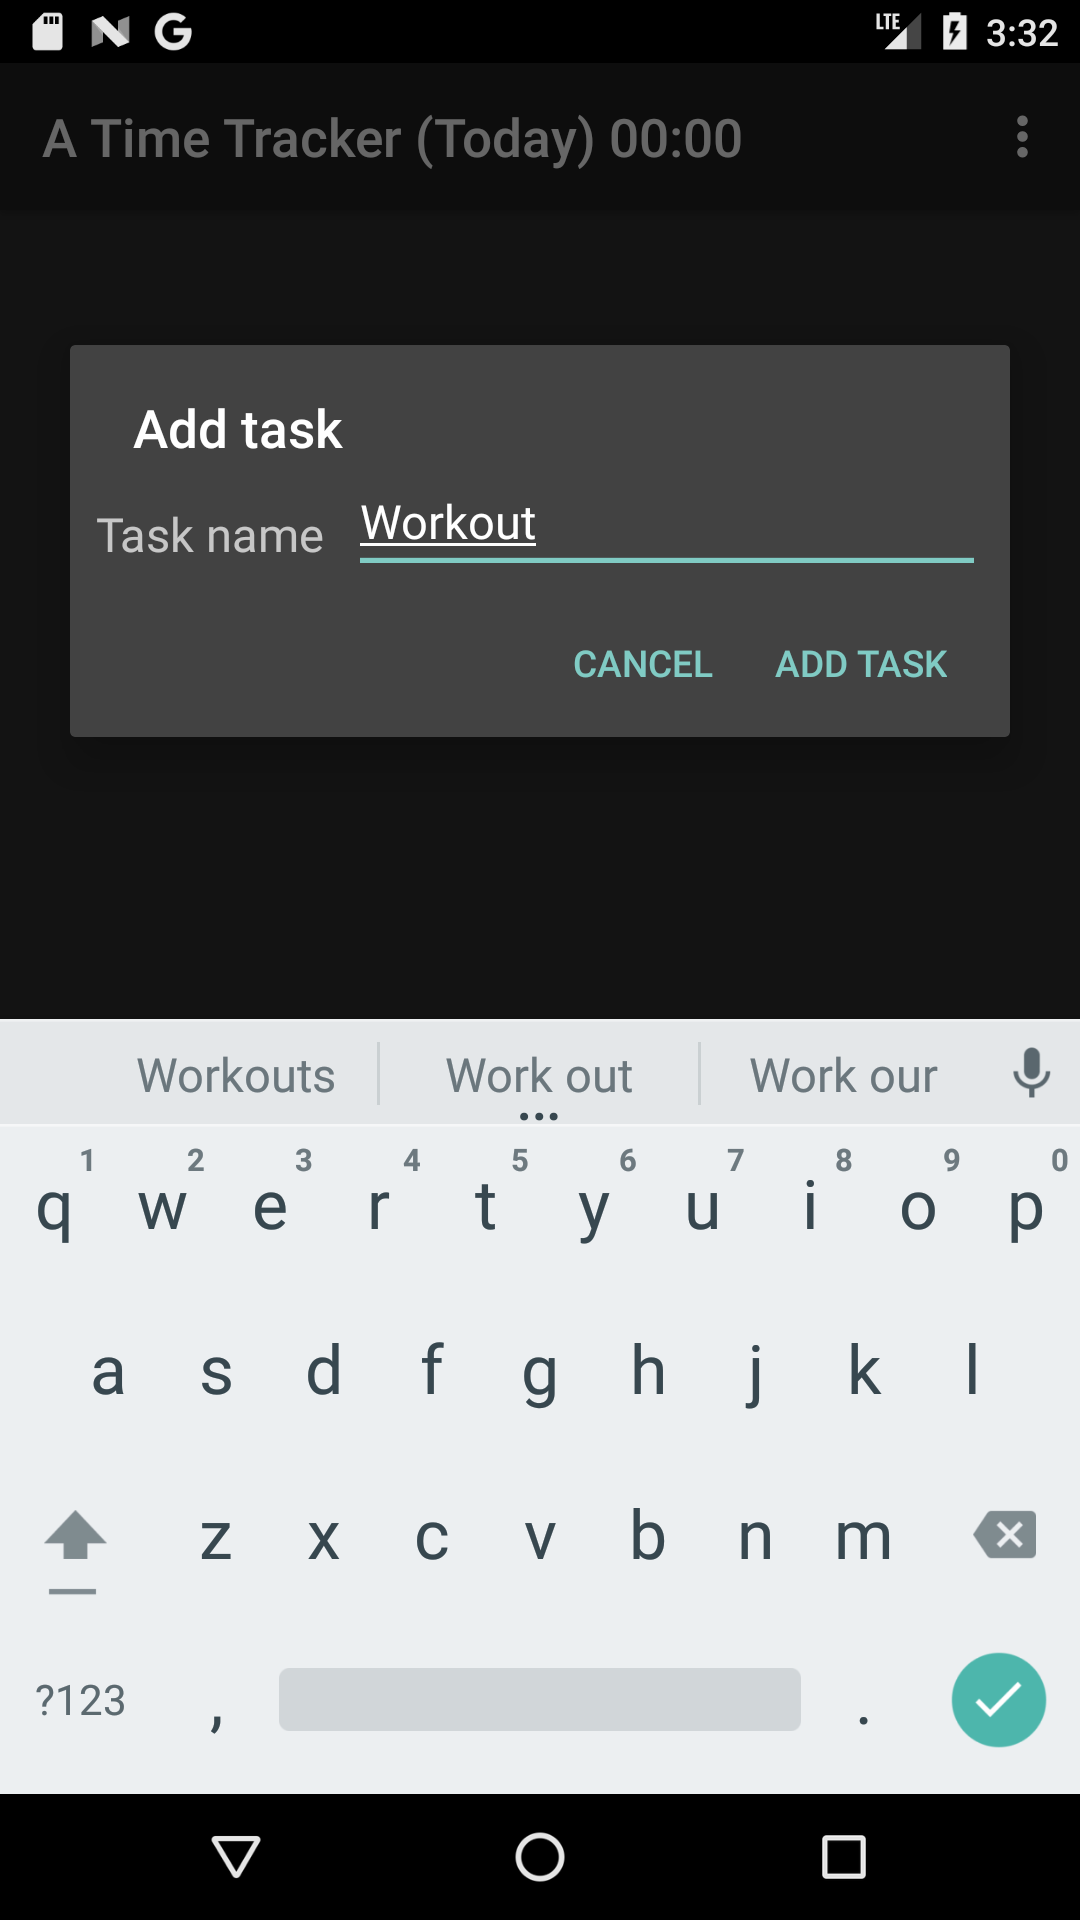 LTE 3:32
A Time Tracker (Today) 00:00
Add task
Task name Workout
CANCEL ADD TASK
Workouts Work out Work our
1 2 3 4 5 6 7 8 9 0
q w e r t y u i o p
a s d f g h j k l
z x c v b n m
?123 , .